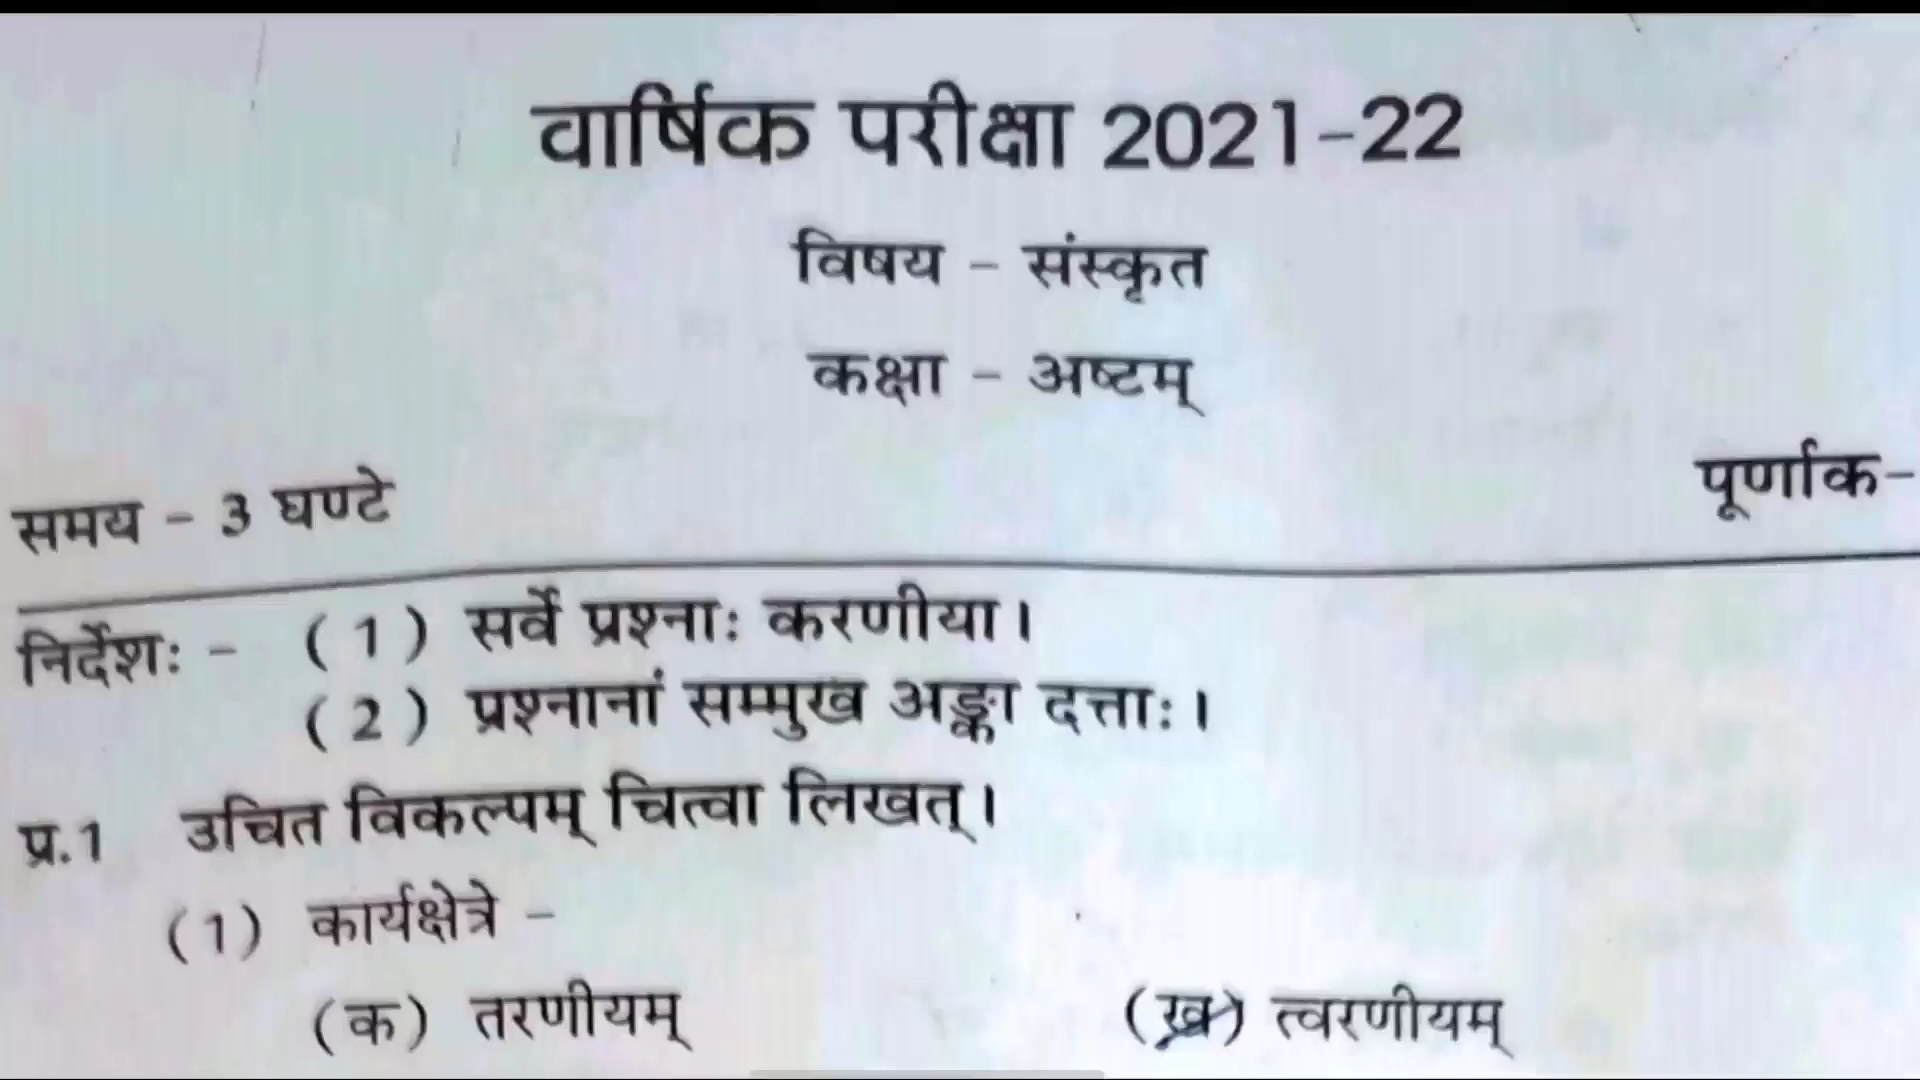 वार्षिक परीक्षा 2021-22
विषय - संस्कृत
कक्षा - अष्टम्
समय - 3 घण्टे पूर्णाक-
निर्देशः - (1) सर्वे प्रश्नाः करणीया।
(2) प्रश्नानां सम्मुख अङ्का दत्ताः।
प्र.1 उचित विकल्पम् चित्वा लिखत्।
(1) कार्यक्षेत्रे -
(क) तरणीयम् (ख) त्वरणीयम्